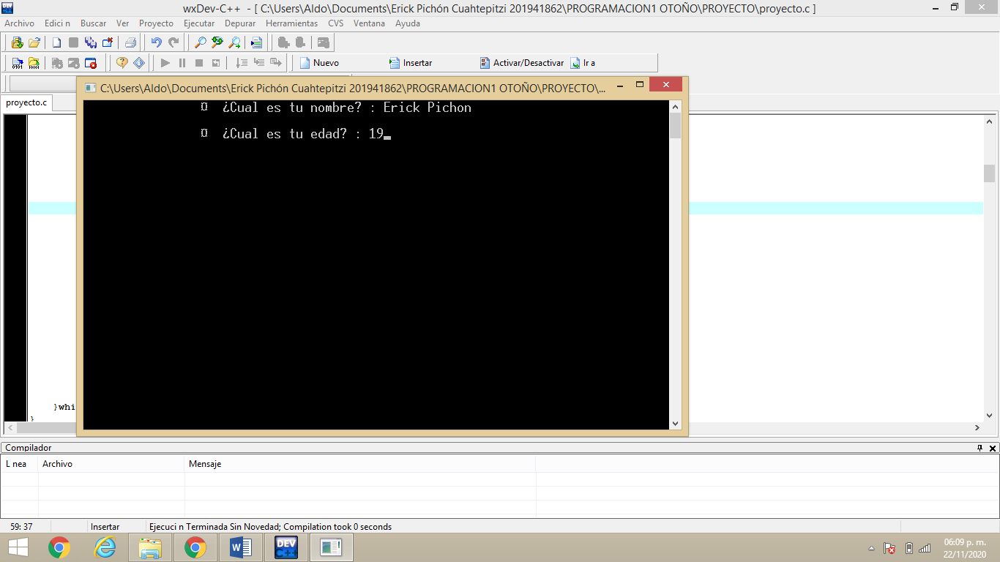 wxDev-C++ - [ C:\Users\Aldo\Documents\Erick Pichón Cuahtepitzi 201941862\PROGRAMACION1 OTOÑO\PROYECTO\proyecto.c ]
Archivo Edici n Buscar Ver Proyecto Ejecutar Depurar Herramientas CVS Ventana Ayuda
Nuevo Insertar Activar/Desactivar Ir a
C:\Users\Aldo\Documents\Erick Pichón Cuahtepitzi 201941862\PROGRAMACION1 OTOÑO\PROYECTO\...
proyecto.c
¤ ¿Cual es tu nombre? : Erick Pichon
¤ ¿Cual es tu edad? : 19_
}whi
}
Compilador
L nea Archivo Mensaje
59: 37 Insertar Ejecuci n Terminada Sin Novedad; Compilation took 0 seconds
DEV C++
06:09 p. m.
22/11/2020